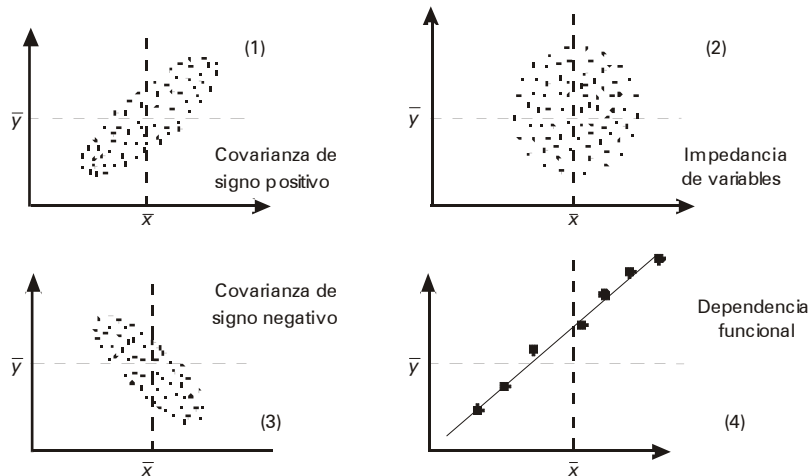 (1)
y̅
Covarianza de
signo positivo
x̅
(2)
y̅
Impedancia
de variables
x̅
Covarianza de
signo negativo
y̅
(3)
x̅
Dependencia
funcional
y̅
(4)
x̅